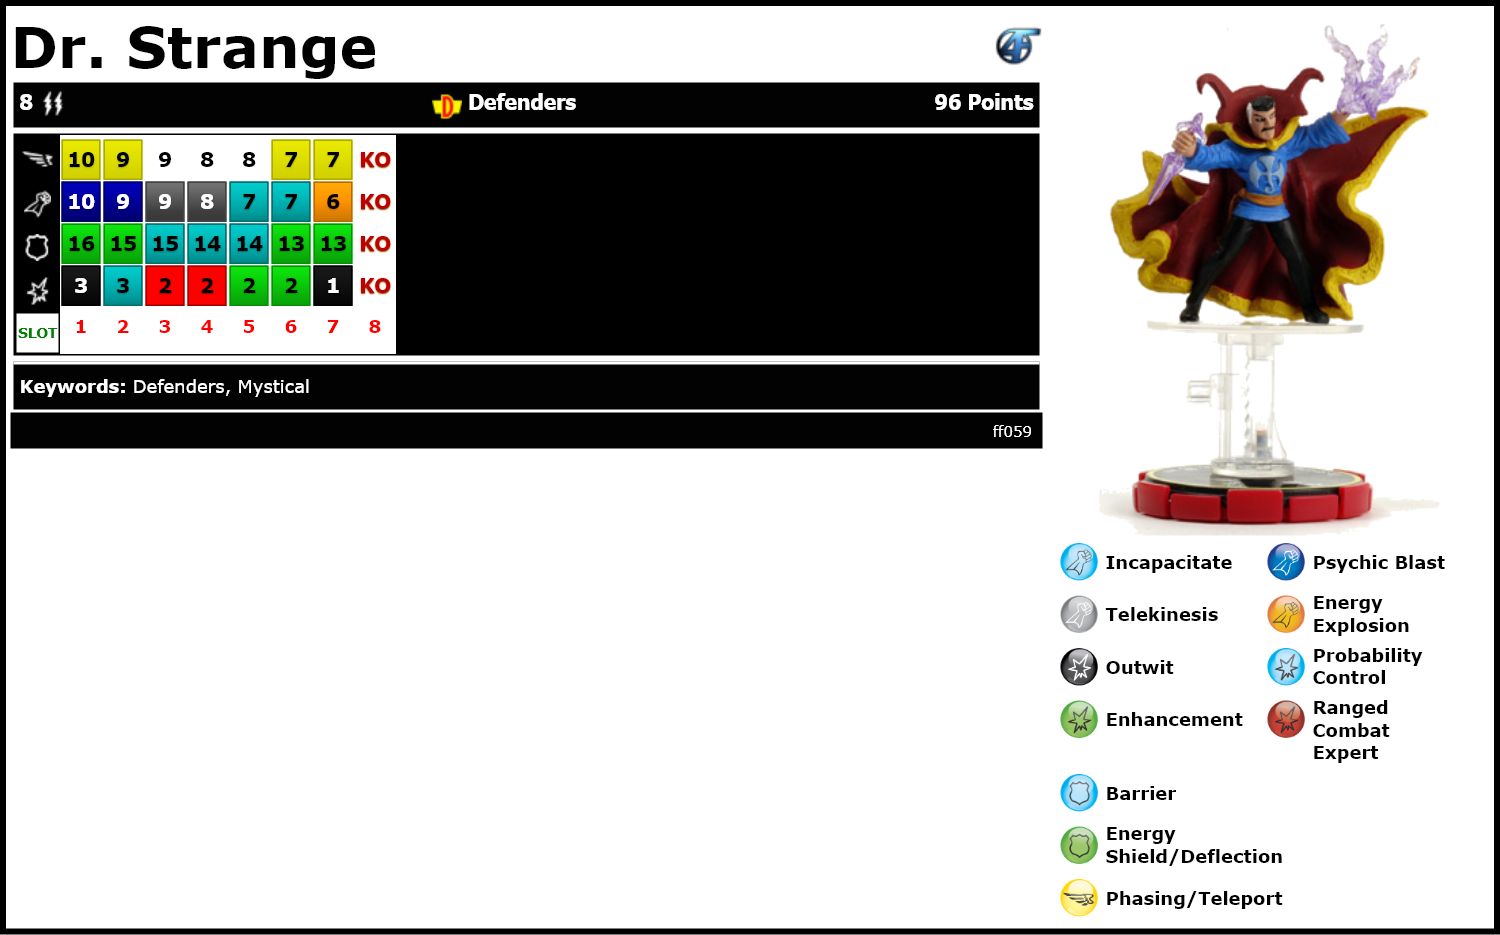 Dr. Strange
8 Defenders 96 Points
10 9 9 8 8 7 7 KO
10 9 9 8 7 7 6 KO
16 15 15 14 14 13 13 KO
3 3 2 2 2 2 1 KO
SLOT 1 2 3 4 5 6 7 8
Keywords: Defenders, Mystical
ff059
Incapacitate
Psychic Blast
Telekinesis
Energy
Explosion
Outwit
Probability
Control
Enhancement
Ranged
Combat
Expert
Barrier
Energy
Shield/Deflection
Phasing/Teleport